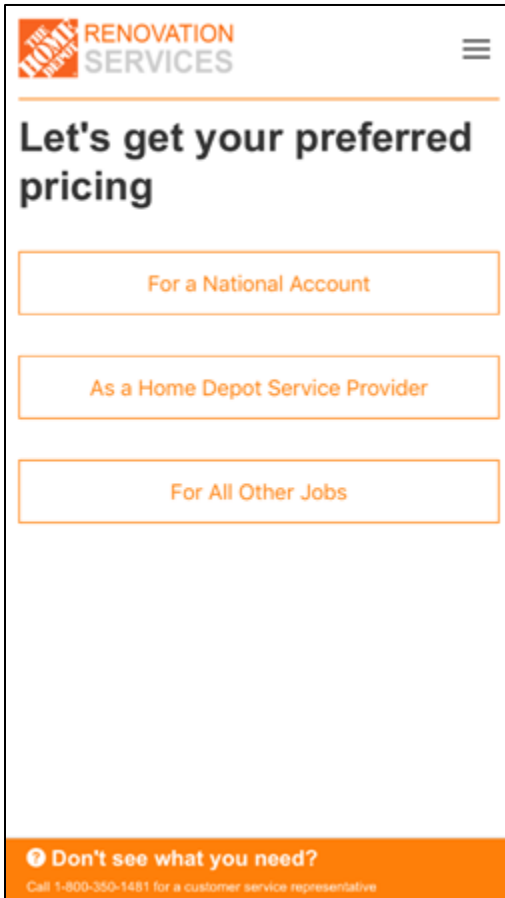 THE
HOME
DEPOT
RENOVATION
SERVICES
Let's get your preferred
pricing
For a National Account
As a Home Depot Service Provider
For All Other Jobs
? Don't see what you need?
Call 1-800-350-1481 for a customer service representative